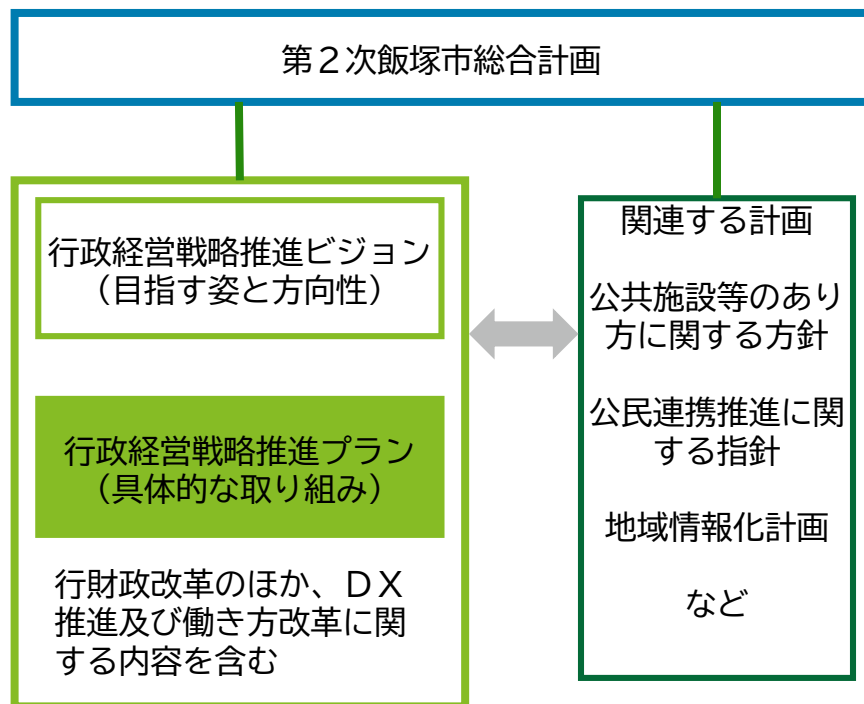 第２次飯塚市総合計画
行政経営戦略推進ビジョン
（目指す姿と方向性）
行政経営戦略推進プラン
（具体的な取り組み）
行財政改革のほか、ＤＸ
推進及び働き方改革に関
する内容を含む
関連する計画
公共施設等のあり
方に関する方針
公民連携推進に関
する指針
地域情報化計画
など